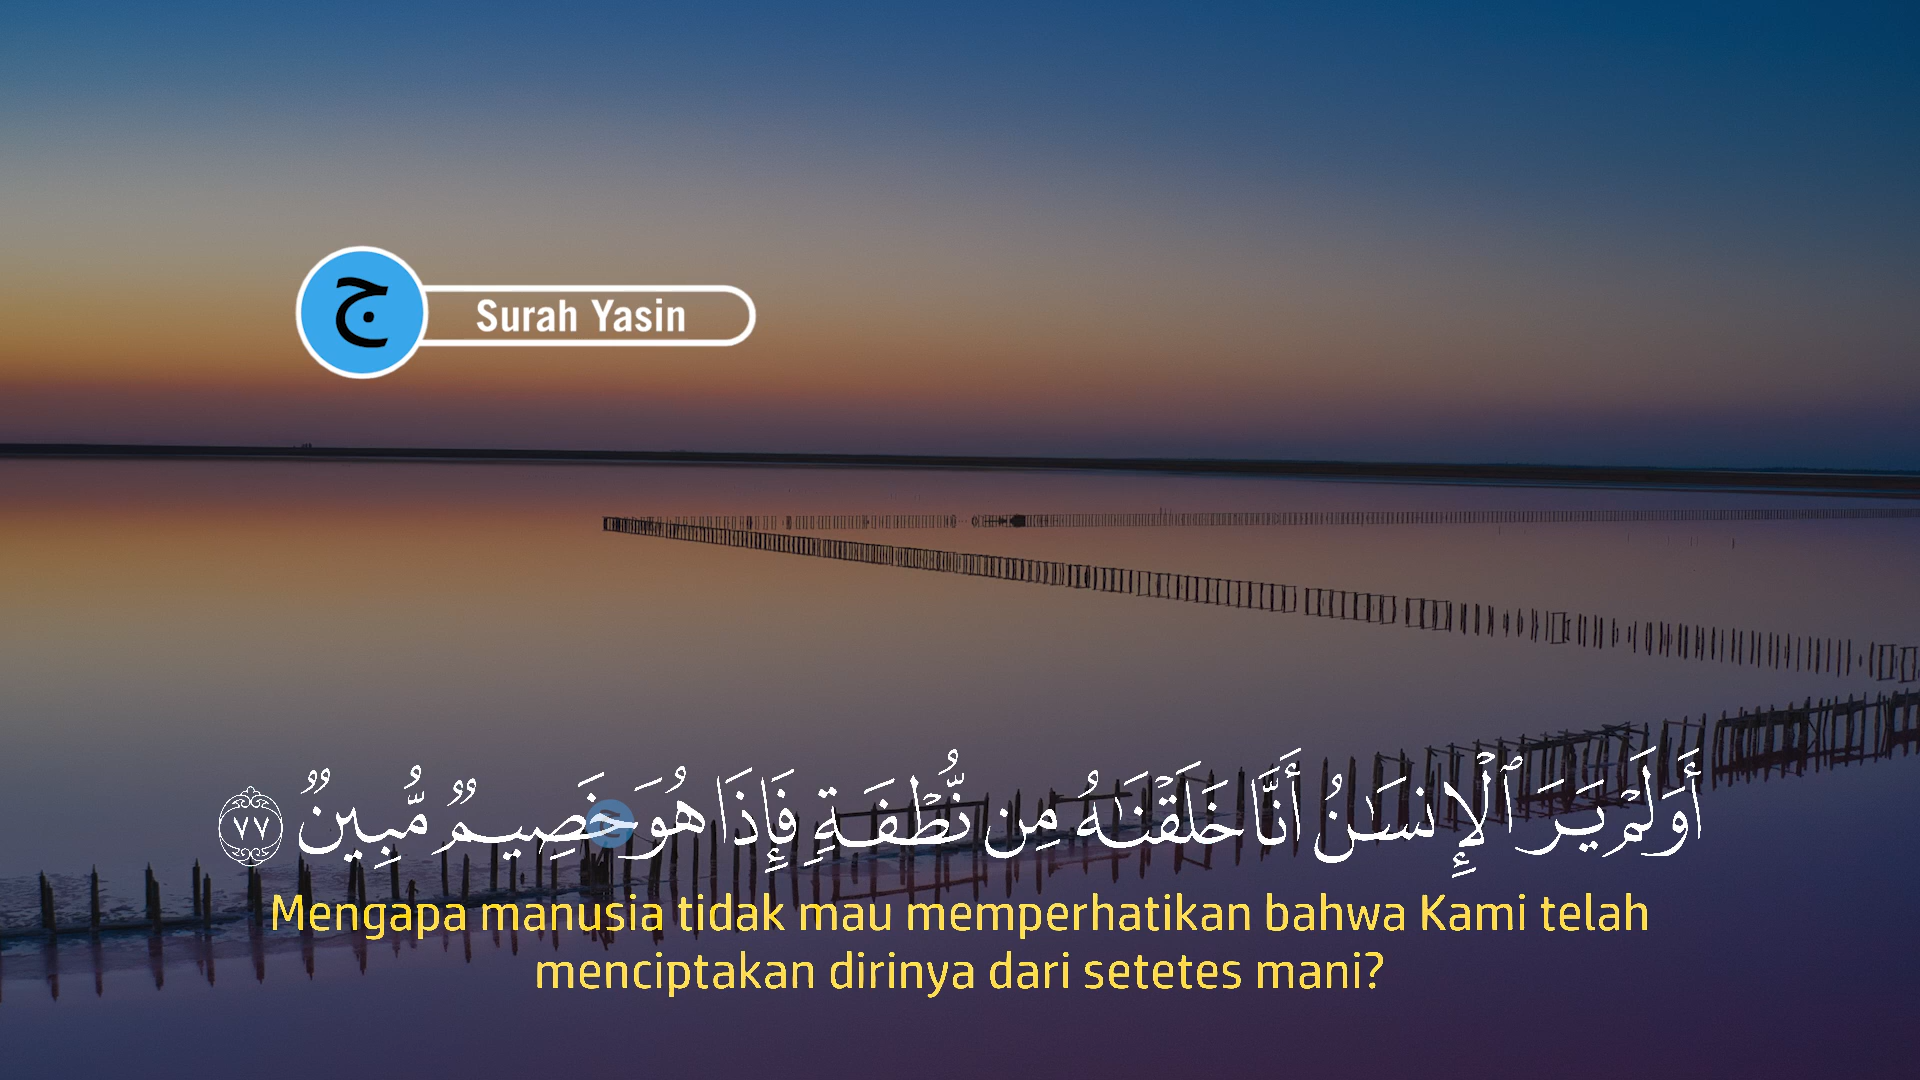 ج
Surah Yasin
أَوَلَمْ يَرَ ٱلْإِنسَـٰنُ أَنَّا خَلَقْنَـٰهُ مِن نُّطْفَةٍ فَإِذَا هُوَ خَصِيمٌ مُّبِينٌ ٧٧
Mengapa manusia tidak mau memperhatikan bahwa Kami telah
menciptakan dirinya dari setetes mani?